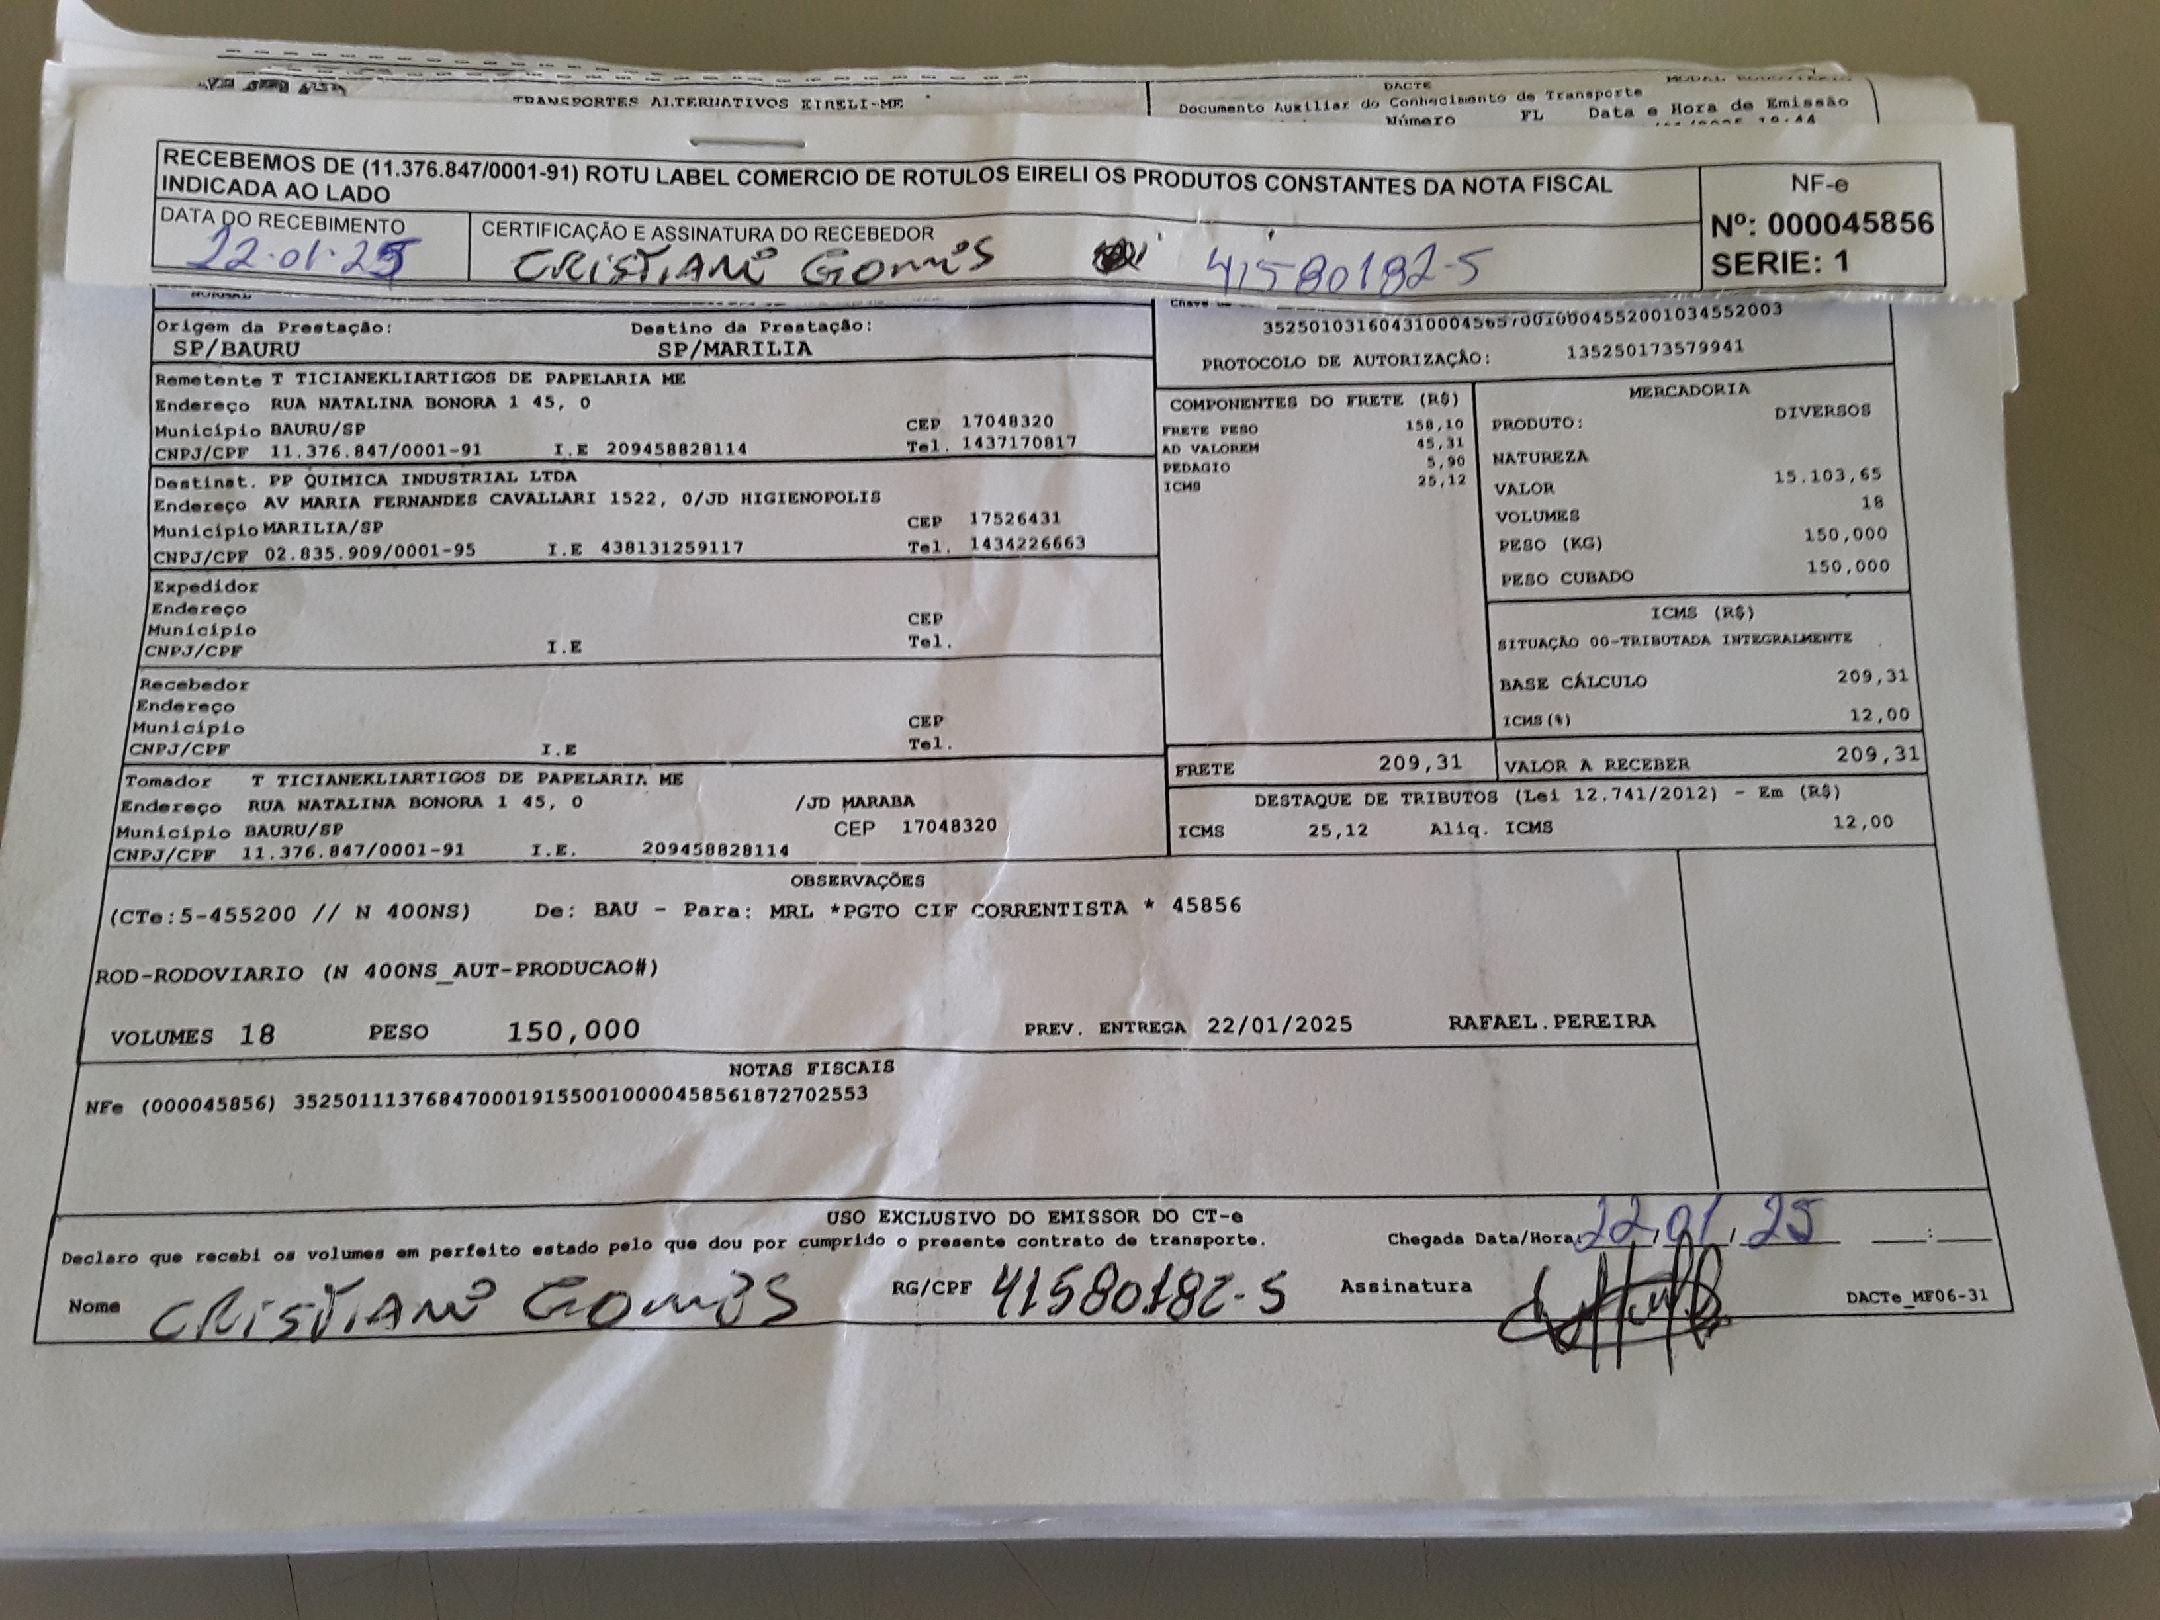 TRANSPORTES ALTERNATIVOS EIRELI-ME
DACTE
Documento Auxiliar do Conhecimento de Transporte
Número FL Data e Hora de Emissão
RECEBEMOS DE (11.376.847/0001-91) ROTU LABEL COMERCIO DE ROTULOS EIRELI OS PRODUTOS CONSTANTES DA NOTA FISCAL
INDICADA AO LADO
DATA DO RECEBIMENTO
22.01.25
CERTIFICAÇÃO E ASSINATURA DO RECEBEDOR
CRISTIANO GOMES 41580182-5
NF-e
Nº: 000045856
SERIE: 1
NORMAL
Origem da Prestação: Destino da Prestação:
SP/BAURU SP/MARILIA
35250103160431000456570010004552001034552003
PROTOCOLO DE AUTORIZAÇÃO: 135250173579941
Remetente T TICIANEKLIARTIGOS DE PAPELARIA ME
Endereço RUA NATALINA BONORA 1 45, 0
Município BAURU/SP CEP 17048320
CNPJ/CPF 11.376.847/0001-91 I.E 209458828114 Tel. 1437170817
Destinat. PP QUIMICA INDUSTRIAL LTDA
Endereço AV MARIA FERNANDES CAVALLARI 1522, 0/JD HIGIENOPOLIS
Município MARILIA/SP CEP 17526431
CNPJ/CPF 02.835.909/0001-95 I.E 438131259117 Tel. 1434226663
Expedidor
Endereço
Município CEP
CNPJ/CPF I.E Tel.
Recebedor
Endereço
Município CEP
CNPJ/CPF I.E Tel.
Tomador T TICIANEKLIARTIGOS DE PAPELARIA ME
Endereço RUA NATALINA BONORA 1 45, 0 /JD MARABA
Município BAURU/SP CEP 17048320
CNPJ/CPF 11.376.847/0001-91 I.E. 209458828114
COMPONENTES DO FRETE (R$)
FRETE PESO 158,10
AD VALOREM 45,31
PEDAGIO 5,90
ICMS 25,12
MERCADORIA
PRODUTO: DIVERSOS
NATUREZA
VALOR 15.103,65
VOLUMES 18
PESO (KG) 150,000
PESO CUBADO 150,000
ICMS (R$)
SITUAÇÃO 00-TRIBUTADA INTEGRALMENTE
BASE CÁLCULO 209,31
ICMS(%) 12,00
FRETE 209,31 VALOR A RECEBER 209,31
DESTAQUE DE TRIBUTOS (Lei 12.741/2012) - Em (R$)
ICMS 25,12 Aliq. ICMS 12,00
OBSERVAÇÕES
(CTe:5-455200 // N 400NS) De: BAU - Para: MRL *PGTO CIF CORRENTISTA * 45856
ROD-RODOVIARIO (N 400NS_AUT-PRODUCAO#)
VOLUMES 18 PESO 150,000 PREV. ENTREGA 22/01/2025 RAFAEL.PEREIRA
NOTAS FISCAIS
NFe (000045856) 35250111376847000191550010000458561872702553
USO EXCLUSIVO DO EMISSOR DO CT-e
Declaro que recebi os volumes em perfeito estado pelo que dou por cumprido o presente contrato de transporte. Chegada Data/Hora: 22/01/25 :
Nome CRISTIANO GOMES RG/CPF 41580182-5 Assinatura DACTe_MF06-31